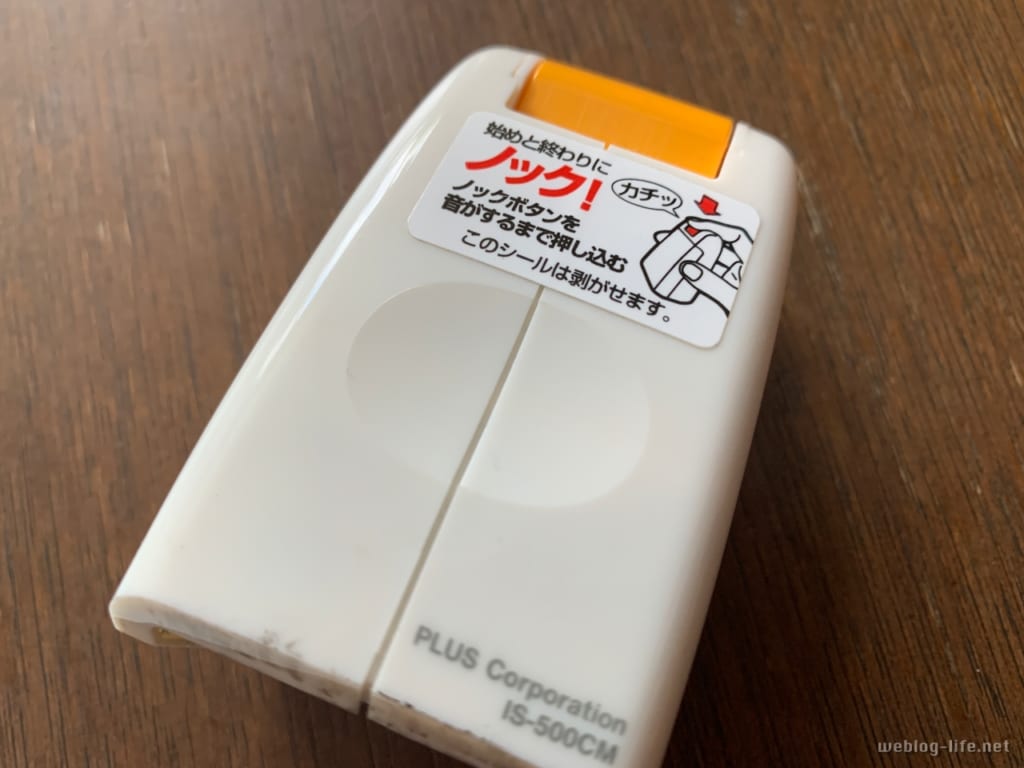 始めと終わりに
ノック!
カチッ
ノックボタンを
音がするまで押し込む
このシールは剥がせます。
PLUS Corporation
IS-500CM
weblog-life.net